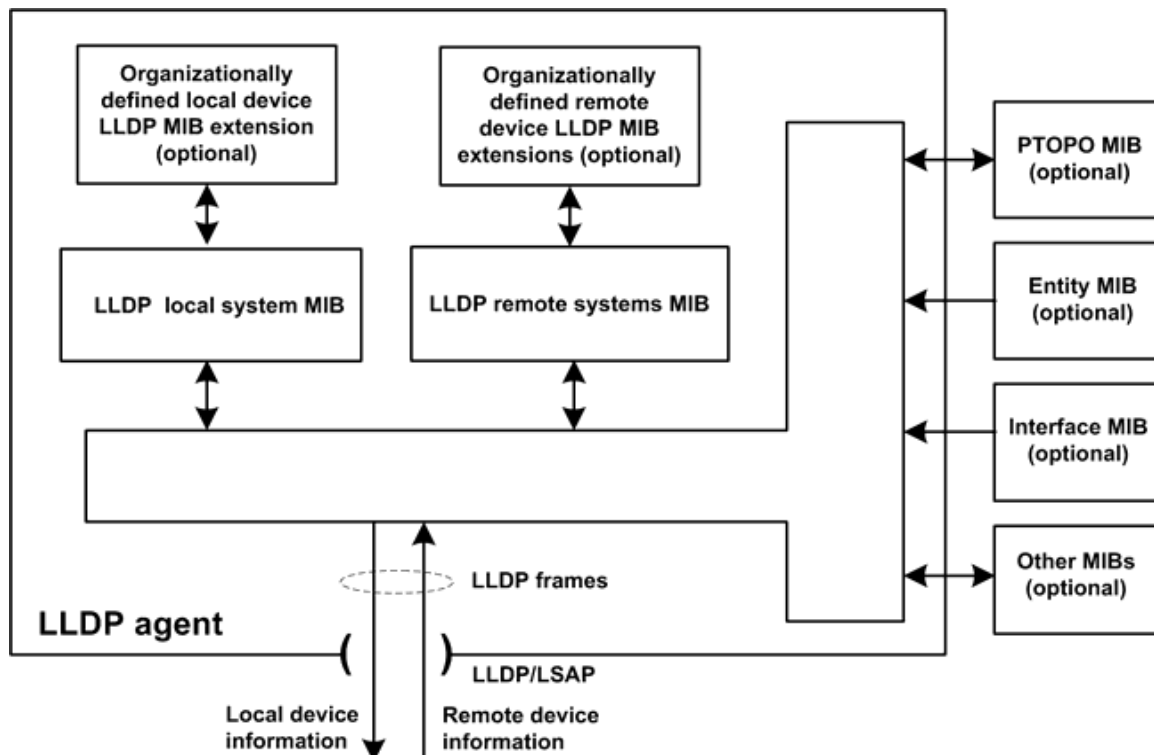 Organizationally
defined local device
LLDP MIB extension
(optional)
Organizationally
defined remote
device LLDP MIB
extensions (optional)
PTOPO MIB
(optional)
LLDP local system MIB
LLDP remote systems MIB
Entity MIB
(optional)
Interface MIB
(optional)
Other MIBs
(optional)
LLDP frames
LLDP agent
LLDP/LSAP
Local device
information
Remote device
information